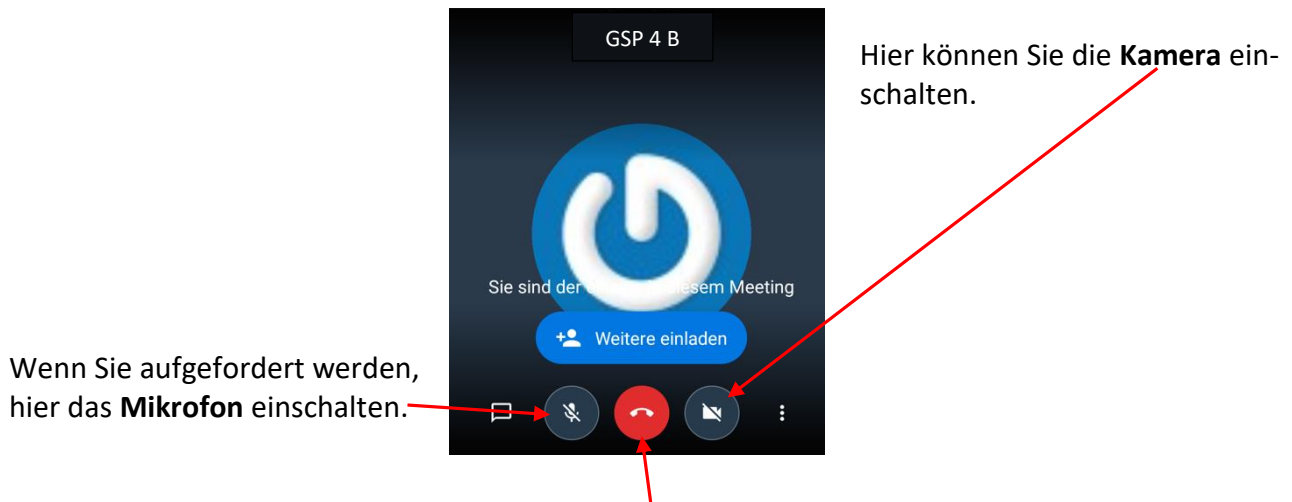 GSP 4 B
Hier können Sie die Kamera ein-
schalten.
Sie sind der esem Meeting
Weitere einladen
Wenn Sie aufgefordert werden,
hier das Mikrofon einschalten.